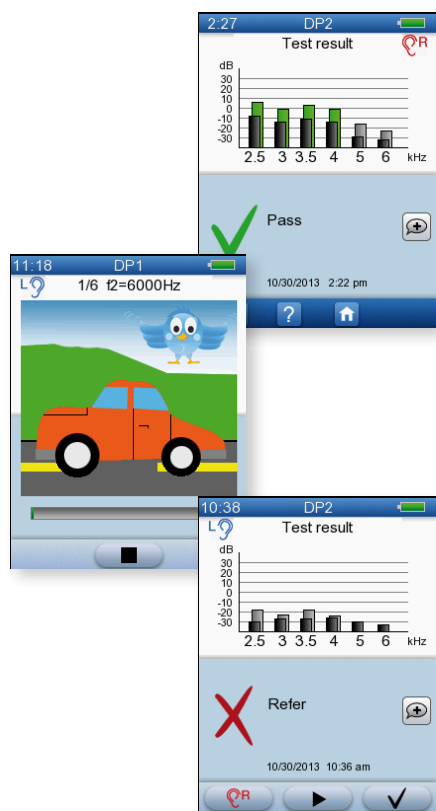 2:27 DP2
Test result R
dB
30
20
10
0
-10
-20
-30
2.5 3 3.5 4 5 6 kHz
Pass
10/30/2013 2:22 pm
?
11:18 DP1
L 1/6 f2=6000Hz
10:38 DP2
L Test result
dB
30
20
10
0
-10
-20
-30
2.5 3 3.5 4 5 6 kHz
Refer
10/30/2013 10:36 am
R